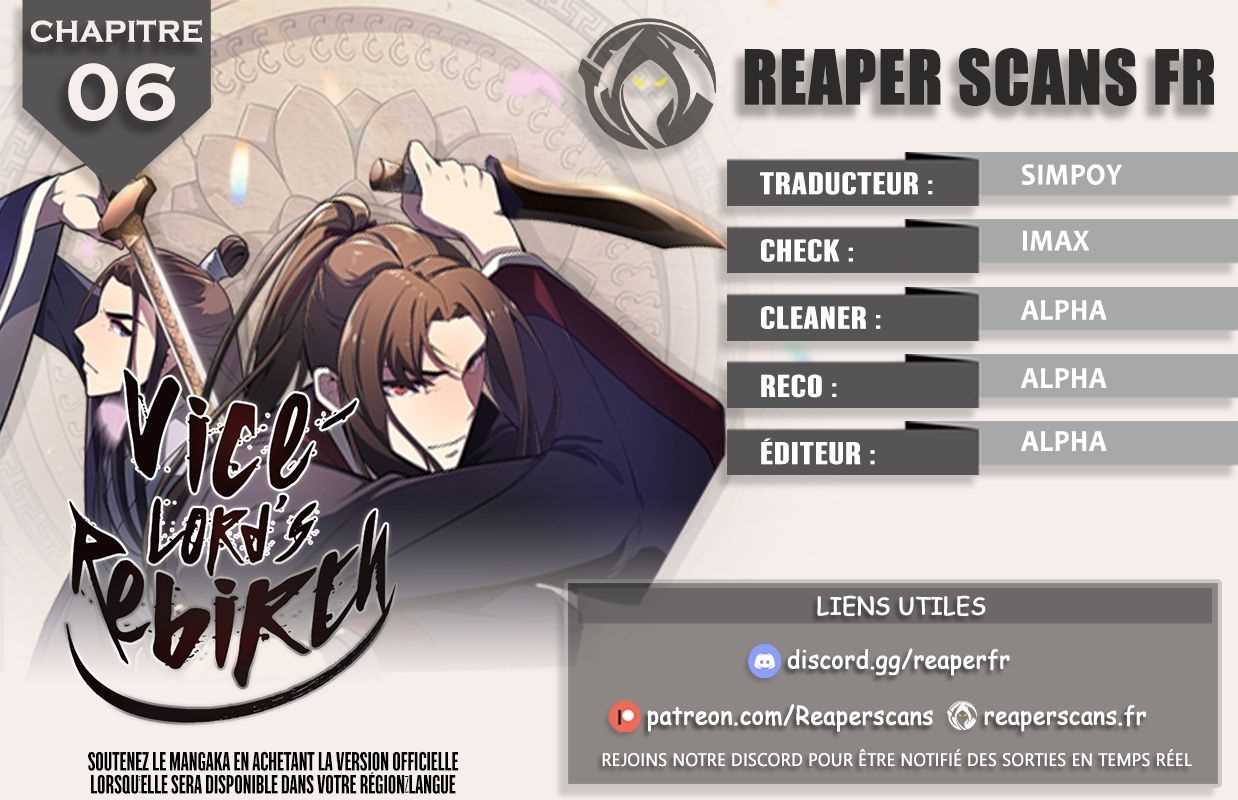 CHAPITRE
06
REAPER SCANS FR
TRADUCTEUR : SIMPOY
CHECK : IMAX
CLEANER : ALPHA
RECO : ALPHA
ÉDITEUR : ALPHA
Vice-
Lord's
Rebirth
LIENS UTILES
discord.gg/reaperfr
patreon.com/Reaperscans reaperscans.fr
REJOINS NOTRE DISCORD POUR ÊTRE NOTIFIÉ DES SORTIES EN TEMPS RÉEL
SOUTENEZ LE MANGAKA EN ACHETANT LA VERSION OFFICIELLE
LORSQU'ELLE SERA DISPONIBLE DANS VOTRE RÉGION/LANGUE